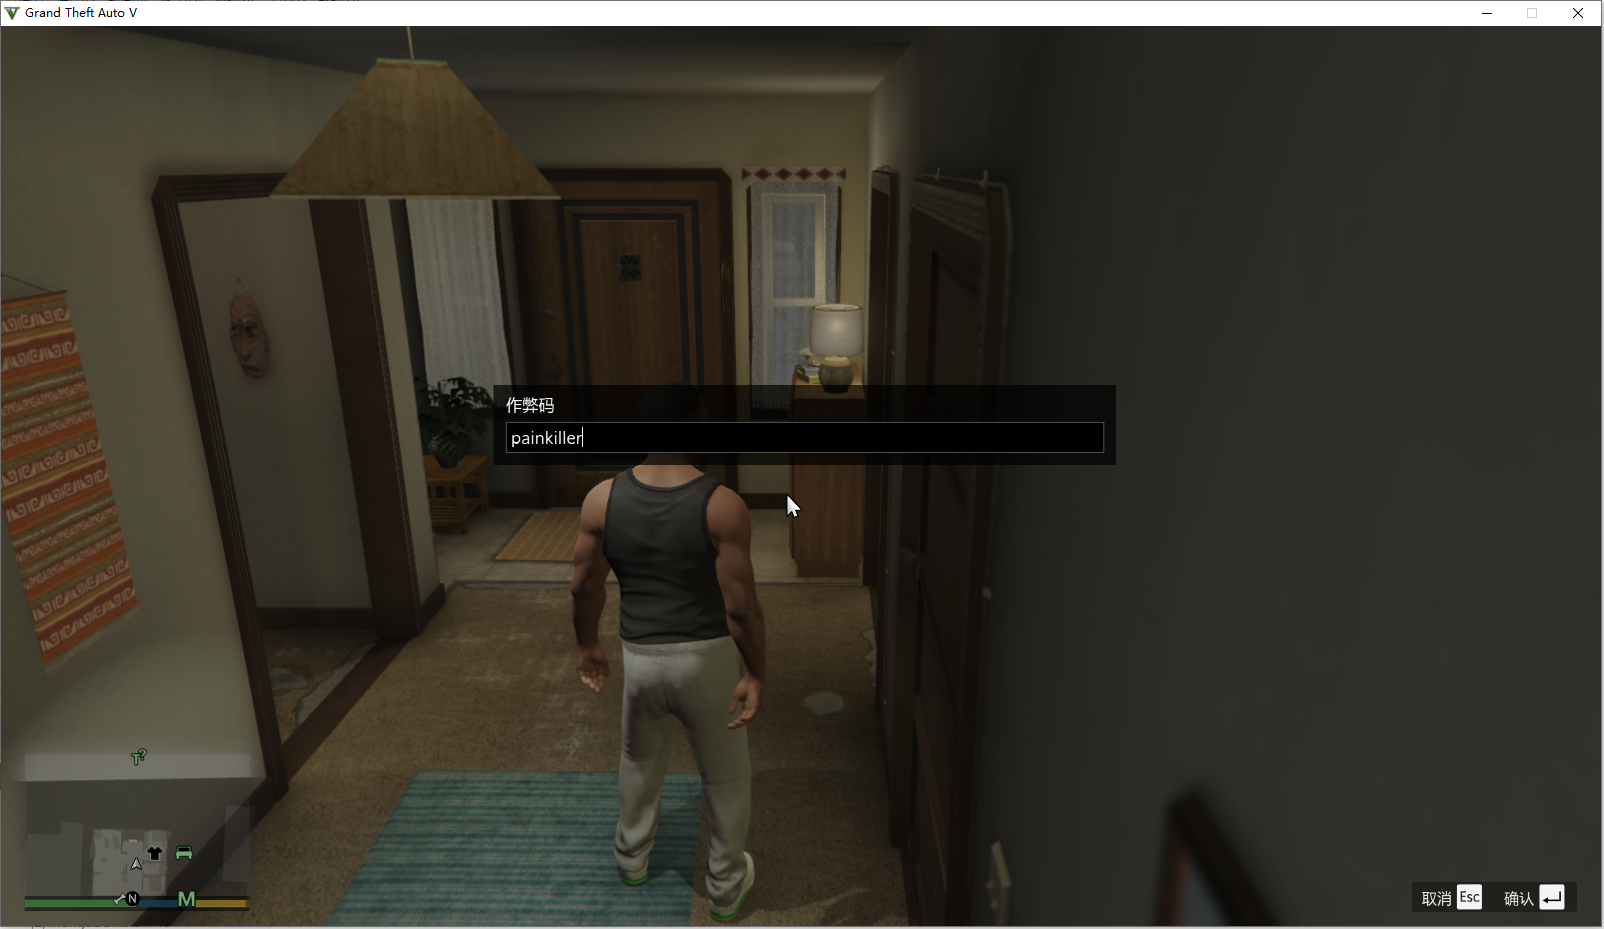 Grand Theft Auto V
作弊码
painkiller
T?
N
M
取消 Esc 确认